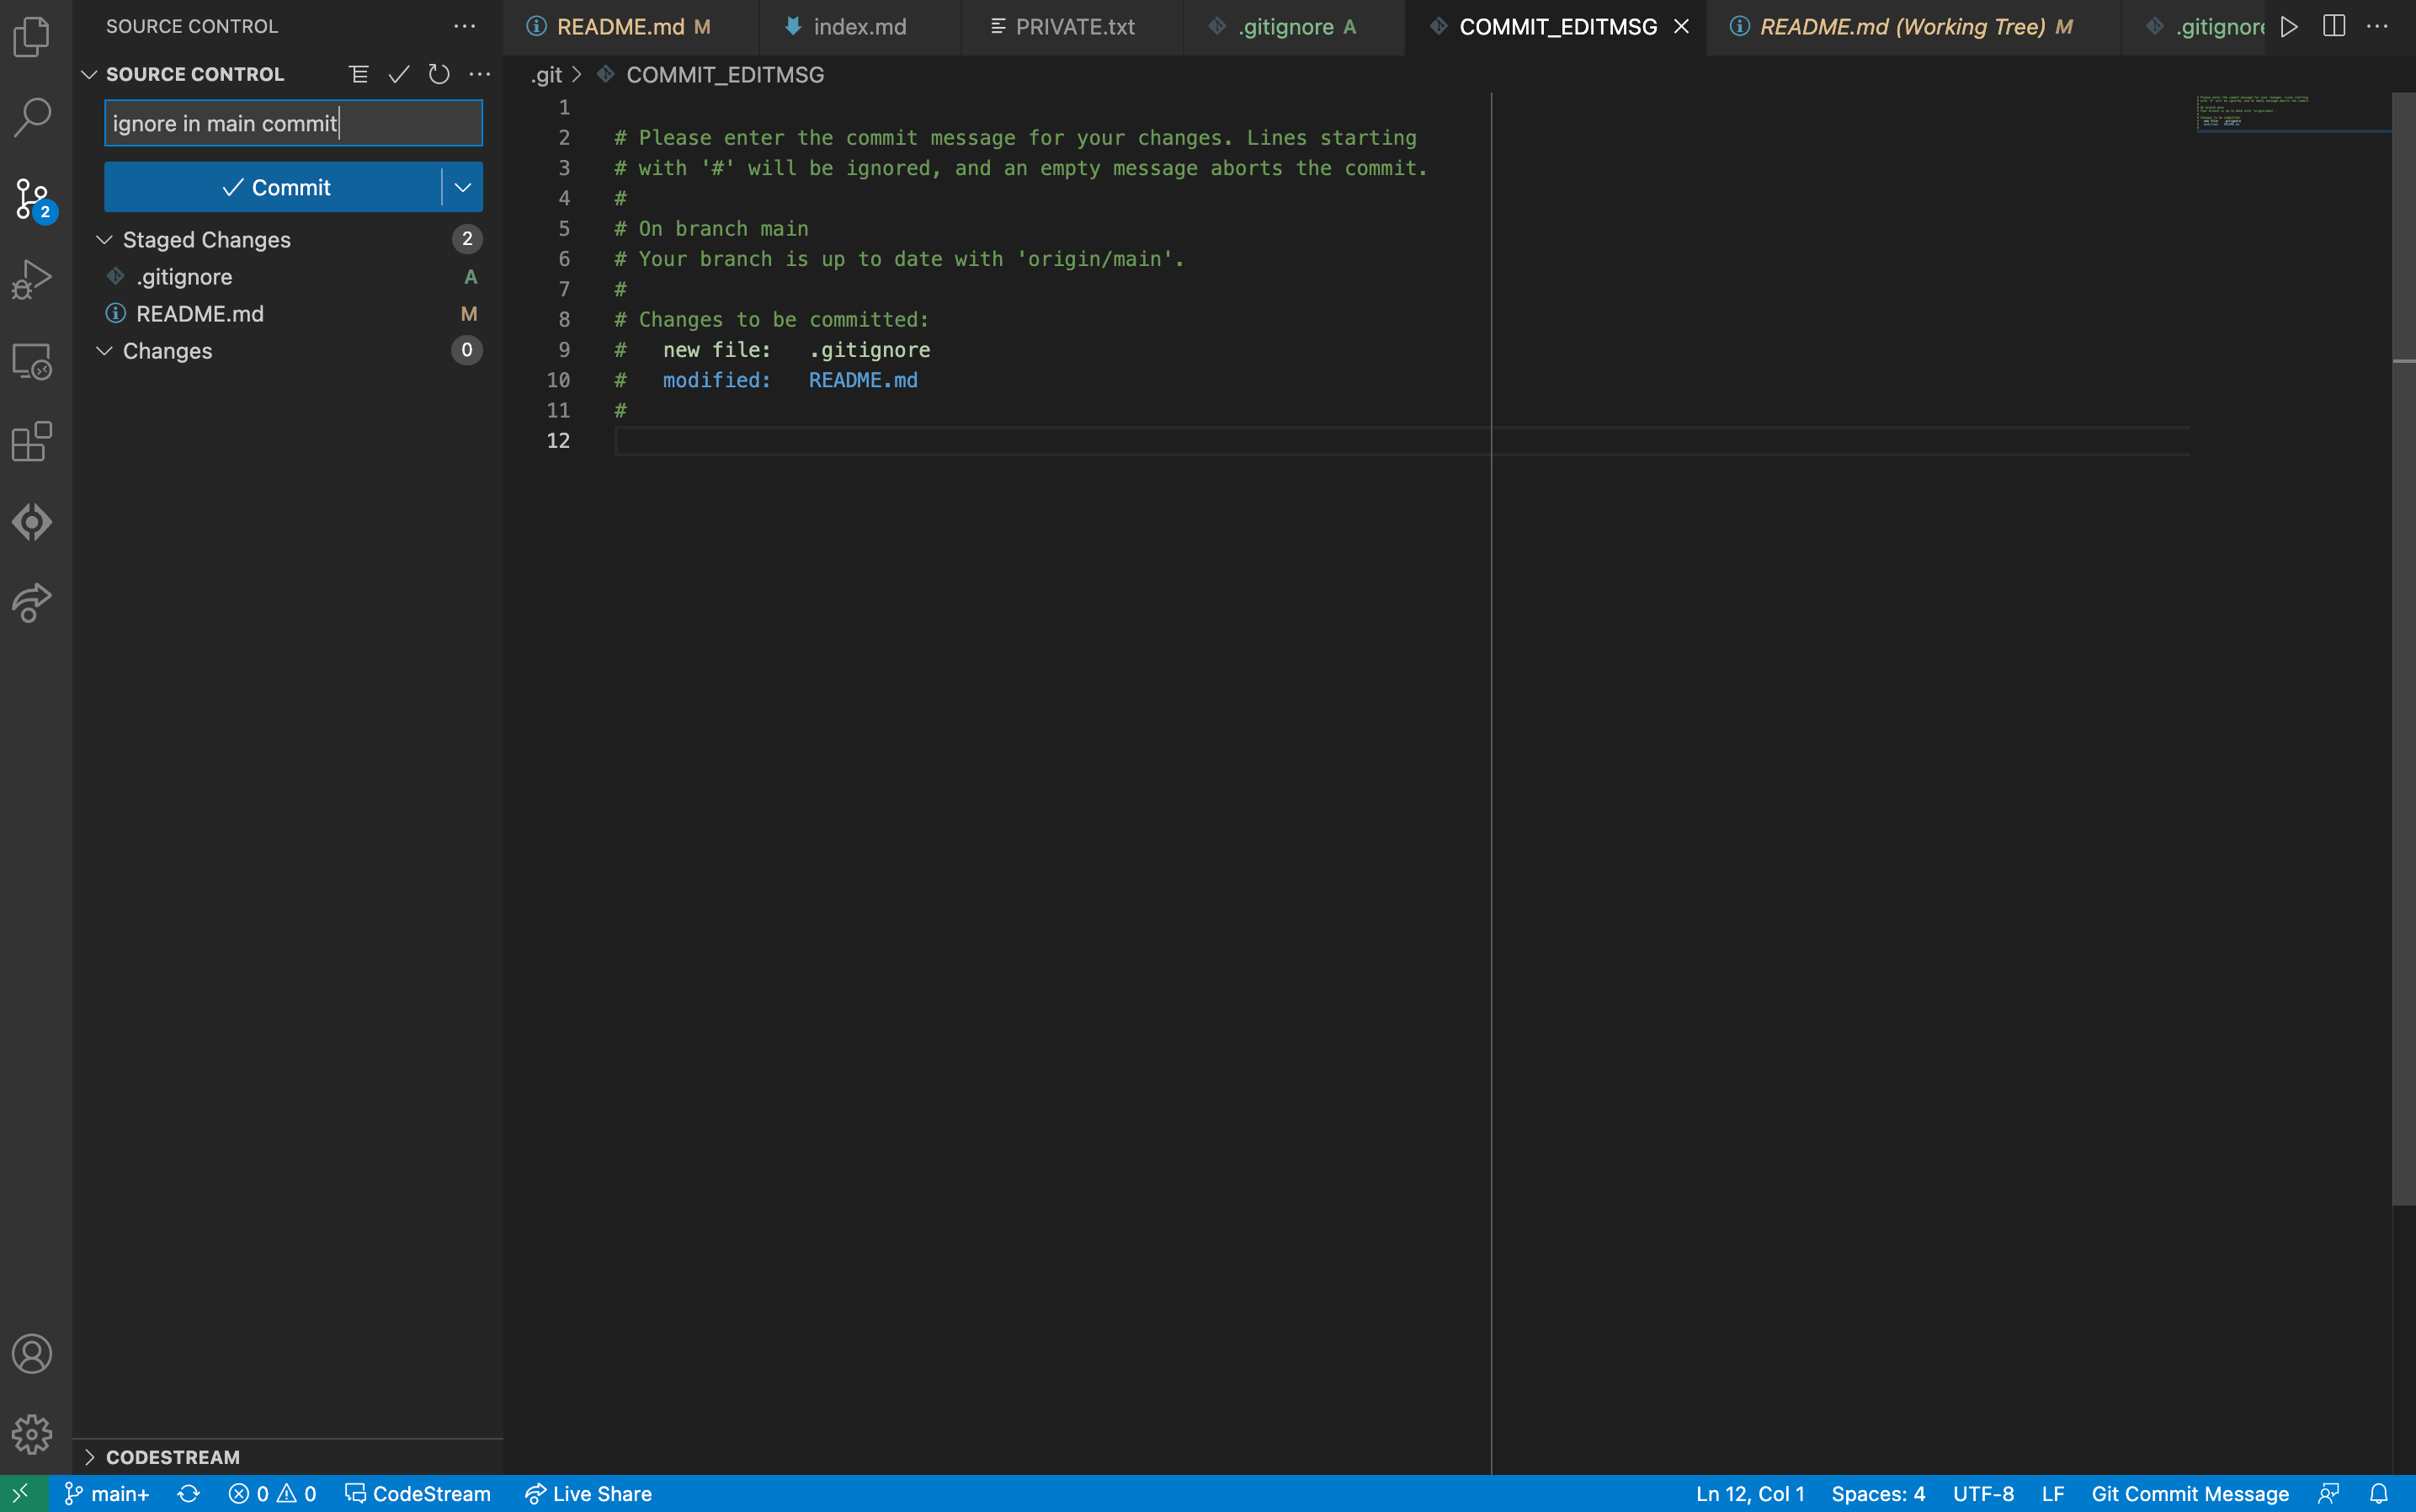 SOURCE CONTROL
SOURCE CONTROL
ignore in main commit
Commit
Staged Changes 2
.gitignore A
README.md M
Changes 0
CODESTREAM
2
README.md M
index.md
PRIVATE.txt
.gitignore A
COMMIT_EDITMSG
README.md (Working Tree) M
.gitignore
.git > COMMIT_EDITMSG
1
2 # Please enter the commit message for your changes. Lines starting
3 # with '#' will be ignored, and an empty message aborts the commit.
4 #
5 # On branch main
6 # Your branch is up to date with 'origin/main'.
7 #
8 # Changes to be committed:
9 # new file: .gitignore
10 # modified: README.md
11 #
12
main+ 0 0 CodeStream Live Share
Ln 12, Col 1 Spaces: 4 UTF-8 LF Git Commit Message